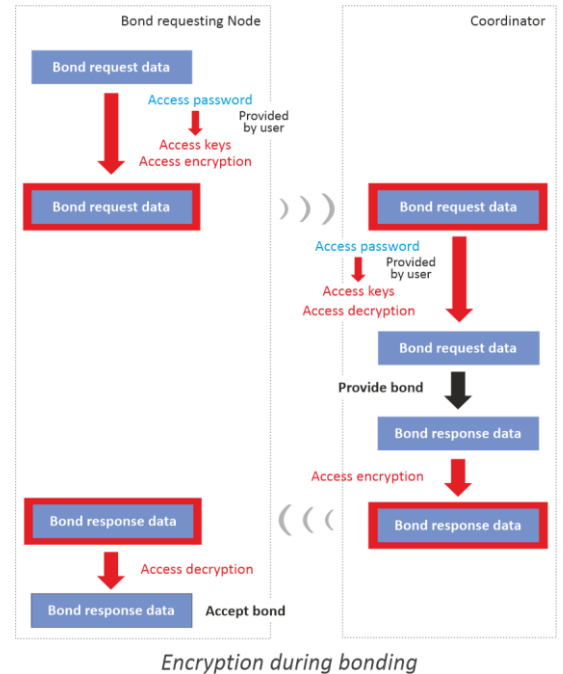 Bond requesting Node
Bond request data
Access password
Provided
by user
Access keys
Access encryption
Bond request data
Coordinator
Bond request data
Access password
Provided
by user
Access keys
Access decryption
Bond request data
Provide bond
Bond response data
Access encryption
Bond response data
Bond response data
Access decryption
Bond response data
Accept bond
Encryption during bonding